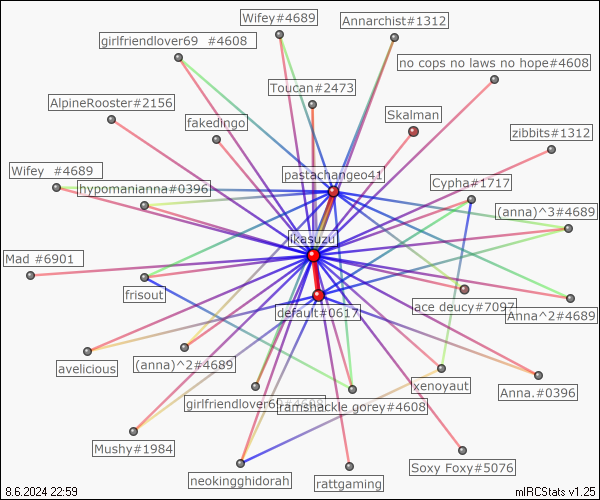 Wifey#4689
Annarchist#1312
girlfriendlover69 #4608
no cops no laws no hope#4608
Toucan#2473
AlpineRooster#2156
Skalman
fakedingo
zibbits#1312
pastachangeo41
Wifey #4689
Cypha#1717
hypomanianna#0396
(anna)^3#4689
ikasuzu
Mad #6901
frisout
ace deucy#7097
default#0617
Anna^2#4689
avelicious
(anna)^2#4689
xenoyaut
Anna.#0396
ramshackle gorey#4608
Mushy#1984
Soxy Foxy#5076
neokingghidorah
rattgaming
8.6.2024 22:59
mIRCStats v1.25